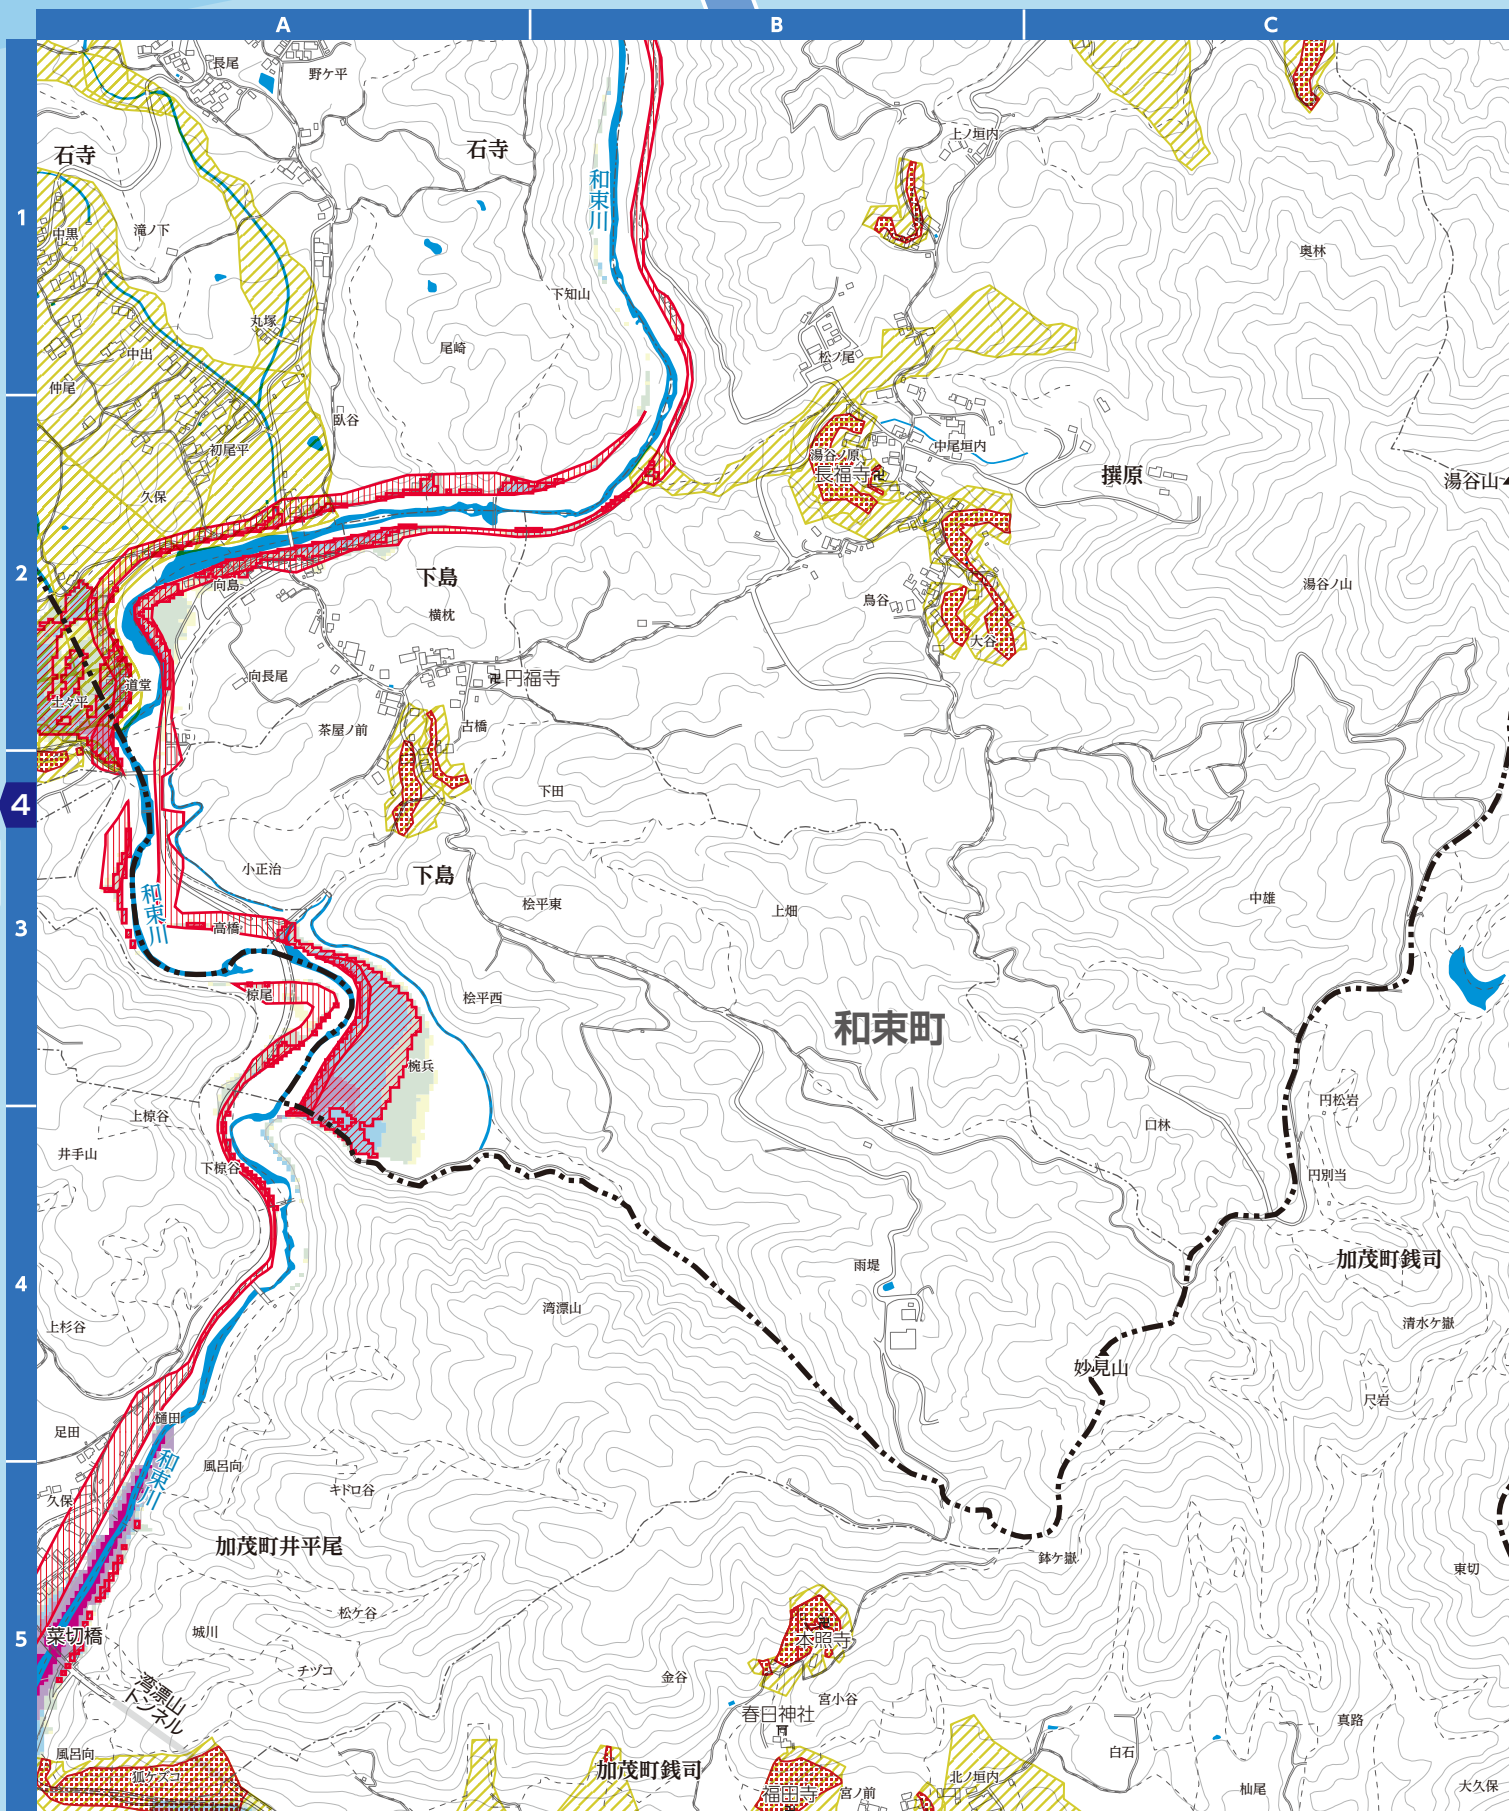 A
B
C
長尾
野ケ平
上ノ垣内
石寺
石寺
和束川
1
中黒
滝ノ下
奥林
下知山
丸塚
中出
尾崎
松ノ尾
仲尾
臥谷
初尾平
湯谷ノ原
中尾垣内
長福寺
撰原
湯谷山
久保
2
向島
下島
鳥谷
湯谷ノ山
横枕
大谷
向長尾
円福寺
道堂
土々平
茶屋ノ前
古橋
下田
4
小正治
下島
桧平東
上畑
中雄
和束川
高橋
3
椋尾
桧平西
和束町
椀兵
円松岩
上椋谷
口林
井手山
下椋谷
円別当
加茂町銭司
雨堤
4
湾漂山
上杉谷
清水ケ嶽
妙見山
尺岩
樋田
足田
和束川
風呂向
キドロ谷
久保
加茂町井平尾
鉢ケ嶽
東切
松ケ谷
城川
5
菜切橋
本照寺
チヅコ
金谷
湾漂山
トンネル
宮小谷
春日神社
真路
風呂向
白石
加茂町銭司
狐ケズコ
北ノ垣内
福田寺
宮ノ前
杣尾
大久保